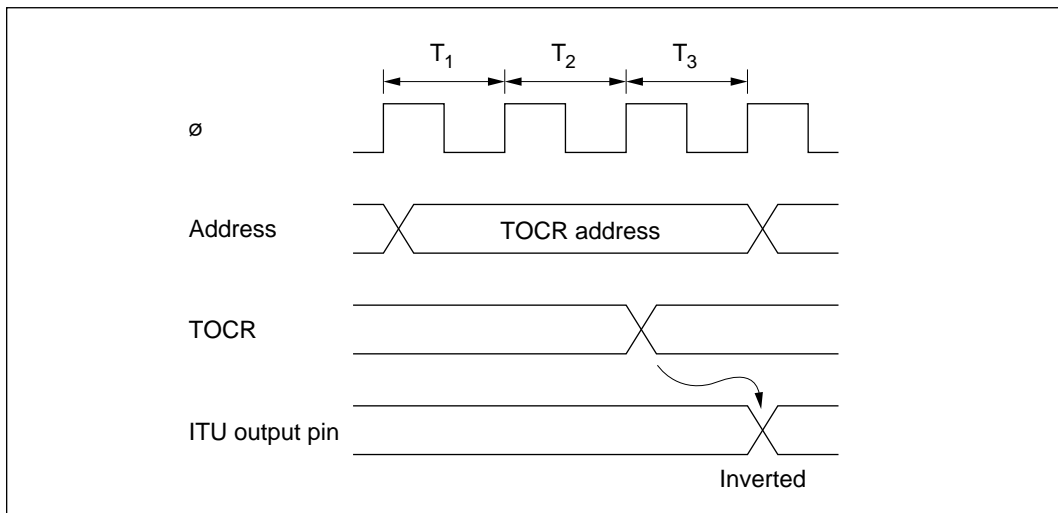 T1 T2 T3
ø
Address TOCR address
TOCR
ITU output pin
Inverted